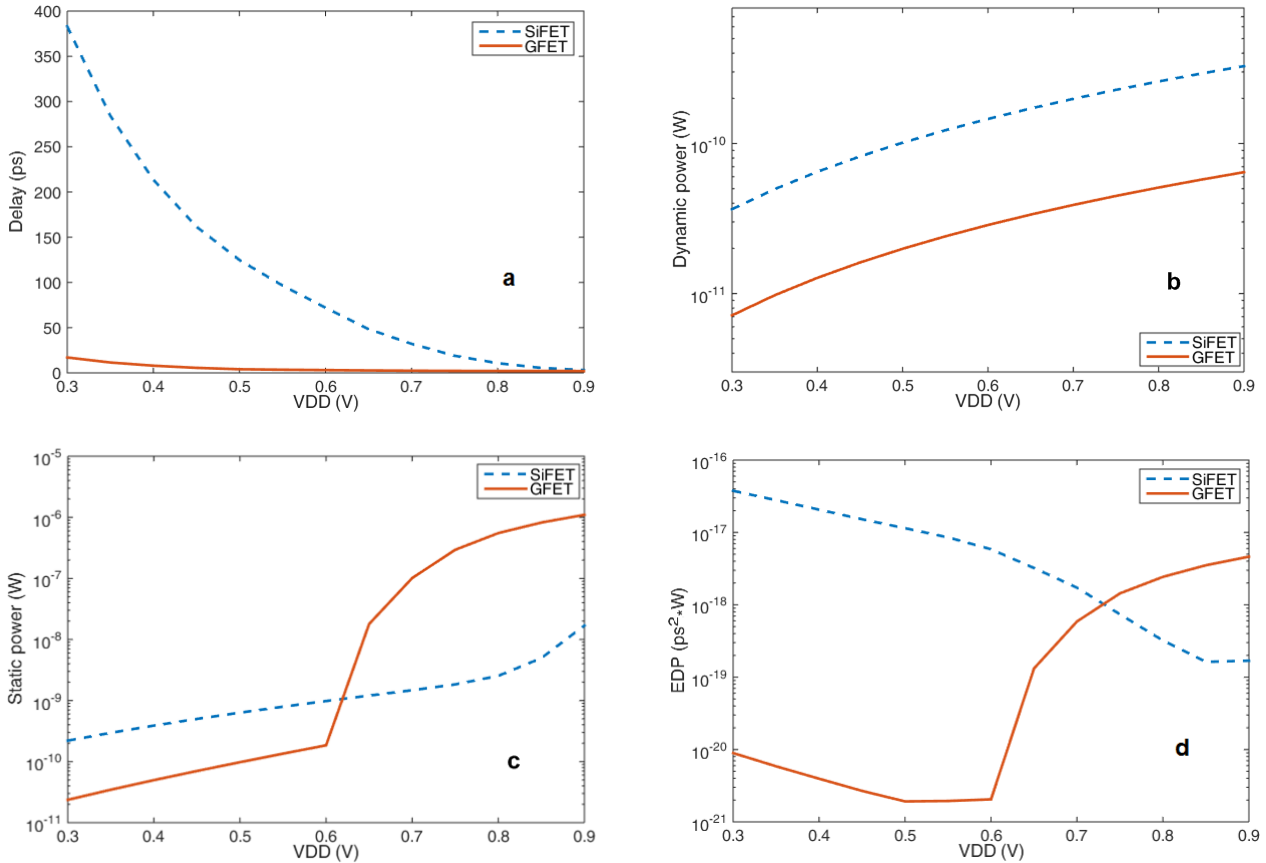 400
350
300
250
200
150
100
50
0
Delay (ps)
0.3 0.4 0.5 0.6 0.7 0.8 0.9
VDD (V)
SiFET
GFET
a
10⁻¹⁰
10⁻¹¹
Dynamic power (W)
0.3 0.4 0.5 0.6 0.7 0.8 0.9
VDD (V)
b
SiFET
GFET
10⁻⁵
10⁻⁶
10⁻⁷
10⁻⁸
10⁻⁹
10⁻¹⁰
10⁻¹¹
Static power (W)
0.3 0.4 0.5 0.6 0.7 0.8 0.9
VDD (V)
SiFET
GFET
c
10⁻¹⁶
10⁻¹⁷
10⁻¹⁸
10⁻¹⁹
10⁻²⁰
10⁻²¹
EDP (ps²*W)
0.3 0.4 0.5 0.6 0.7 0.8 0.9
VDD (V)
SiFET
GFET
d